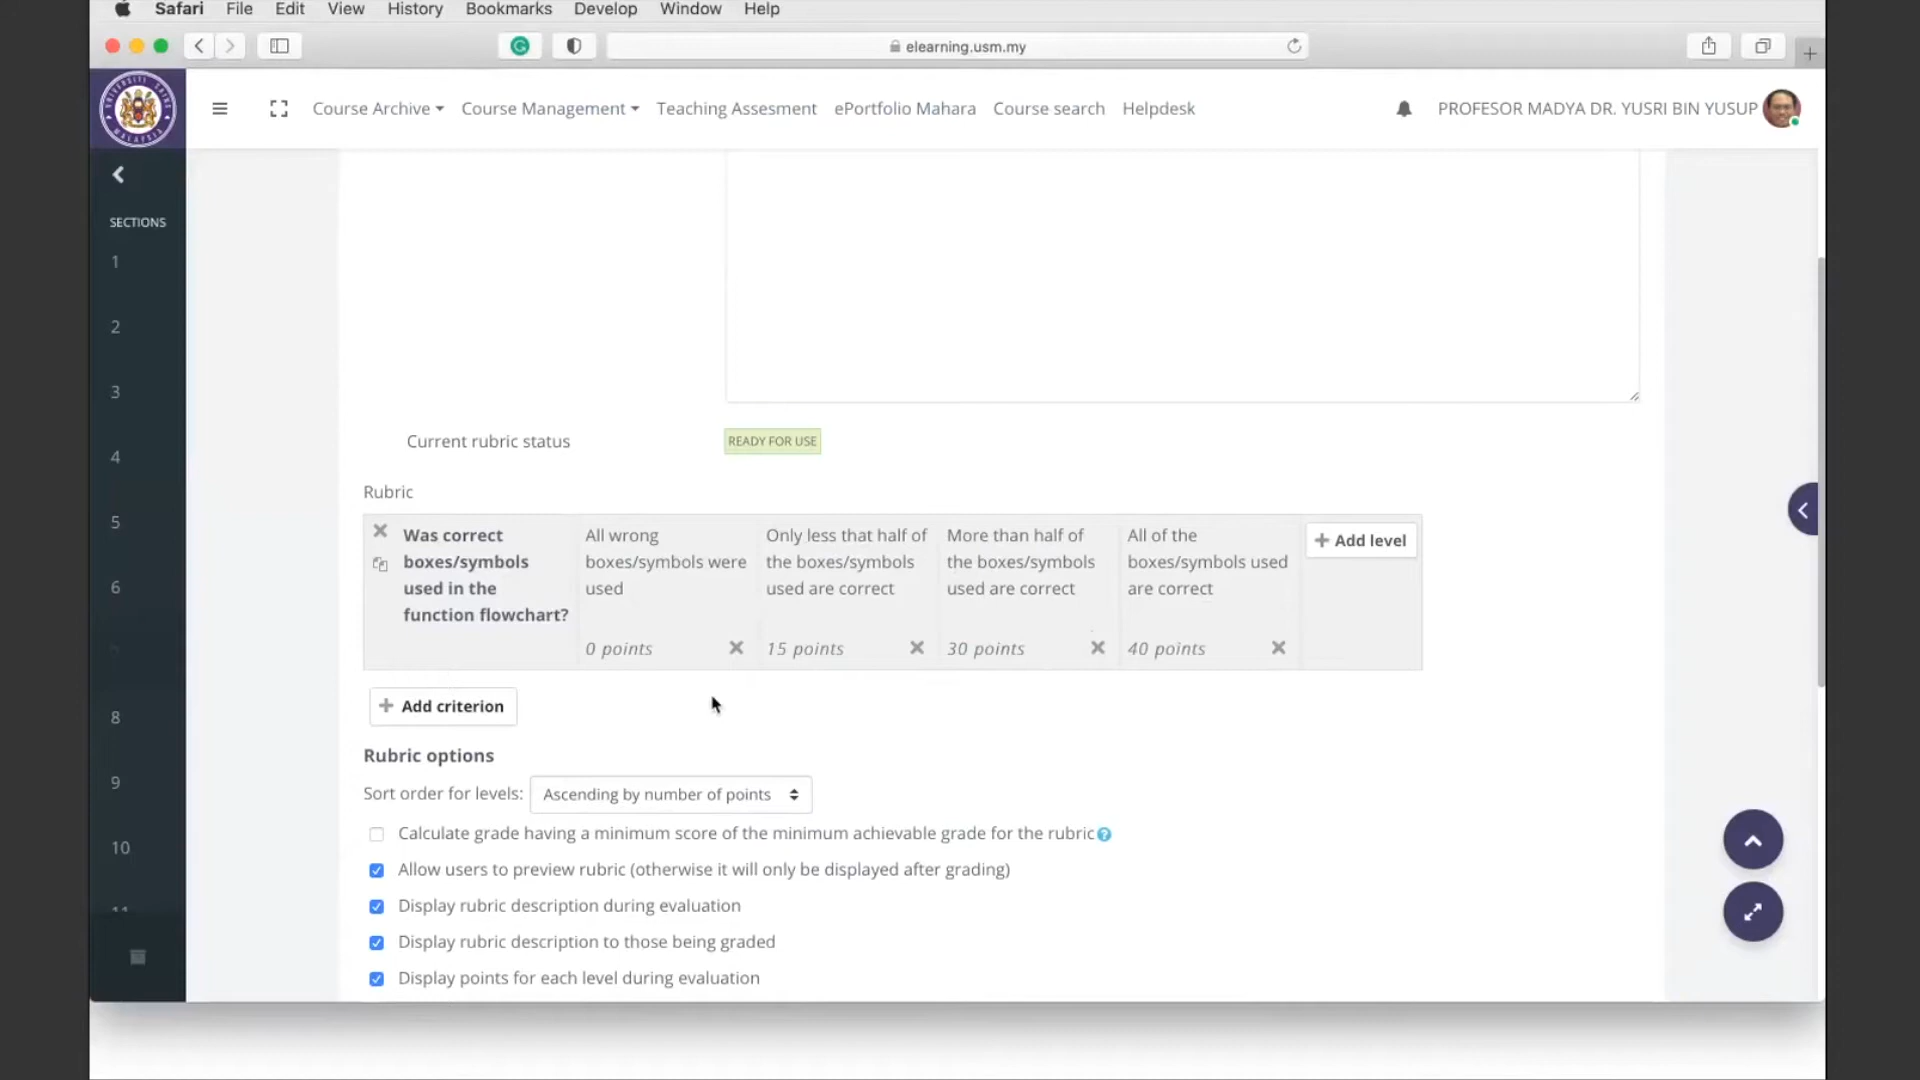 Safari File Edit View History Bookmarks Develop Window Help
elearning.usm.my
Course Archive Course Management Teaching Assesment ePortfolio Mahara Course search Helpdesk PROFESOR MADYA DR. YUSRI BIN YUSUP
SECTIONS
1
2
3
4
5
6
8
9
10
11
Current rubric status READY FOR USE
Rubric
Was correct boxes/symbols used in the function flowchart?
All wrong boxes/symbols were used
0 points
Only less that half of the boxes/symbols used are correct
15 points
More than half of the boxes/symbols used are correct
30 points
All of the boxes/symbols used are correct
40 points
+ Add level
+ Add criterion
Rubric options
Sort order for levels: Ascending by number of points
Calculate grade having a minimum score of the minimum achievable grade for the rubric ?
Allow users to preview rubric (otherwise it will only be displayed after grading)
Display rubric description during evaluation
Display rubric description to those being graded
Display points for each level during evaluation